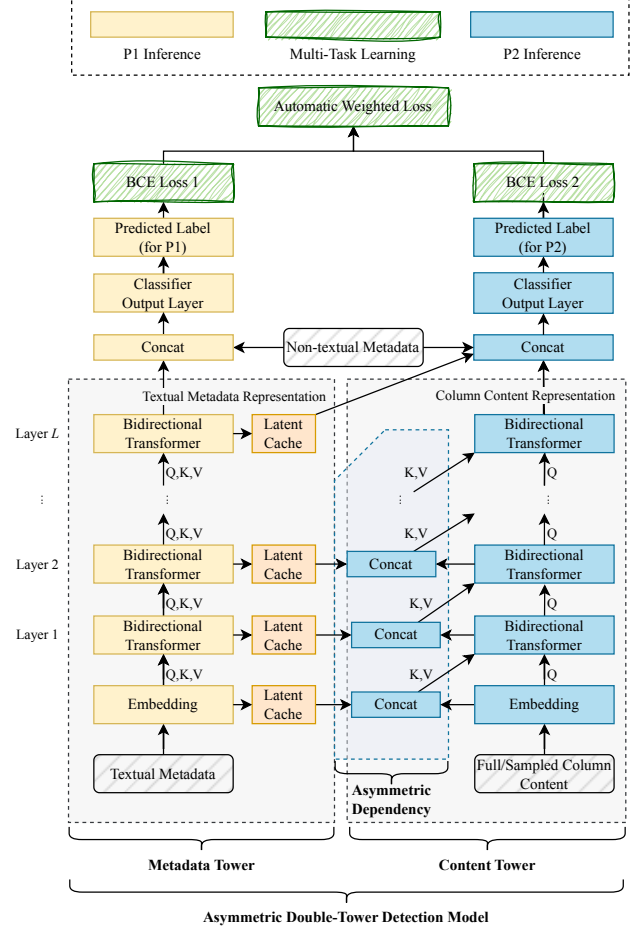 P1 Inference
Multi-Task Learning
P2 Inference
Automatic Weighted Loss
BCE Loss 1
BCE Loss 2
Predicted Label
(for P1)
Predicted Label
(for P2)
Classifier
Output Layer
Classifier
Output Layer
Concat
Non-textual Metadata
Concat
Textual Metadata Representation
Column Content Representation
Layer L
Bidirectional
Transformer
Latent
Cache
Bidirectional
Transformer
Q,K,V
K,V
Q
...
...
...
...
Q,K,V
K,V
Q
Layer 2
Bidirectional
Transformer
Latent
Cache
Concat
Bidirectional
Transformer
Q,K,V
K,V
Q
Layer 1
Bidirectional
Transformer
Latent
Cache
Concat
Bidirectional
Transformer
Q,K,V
K,V
Q
Embedding
Latent
Cache
Concat
Embedding
Textual Metadata
Full/Sampled Column
Content
Asymmetric
Dependency
Metadata Tower
Content Tower
Asymmetric Double-Tower Detection Model